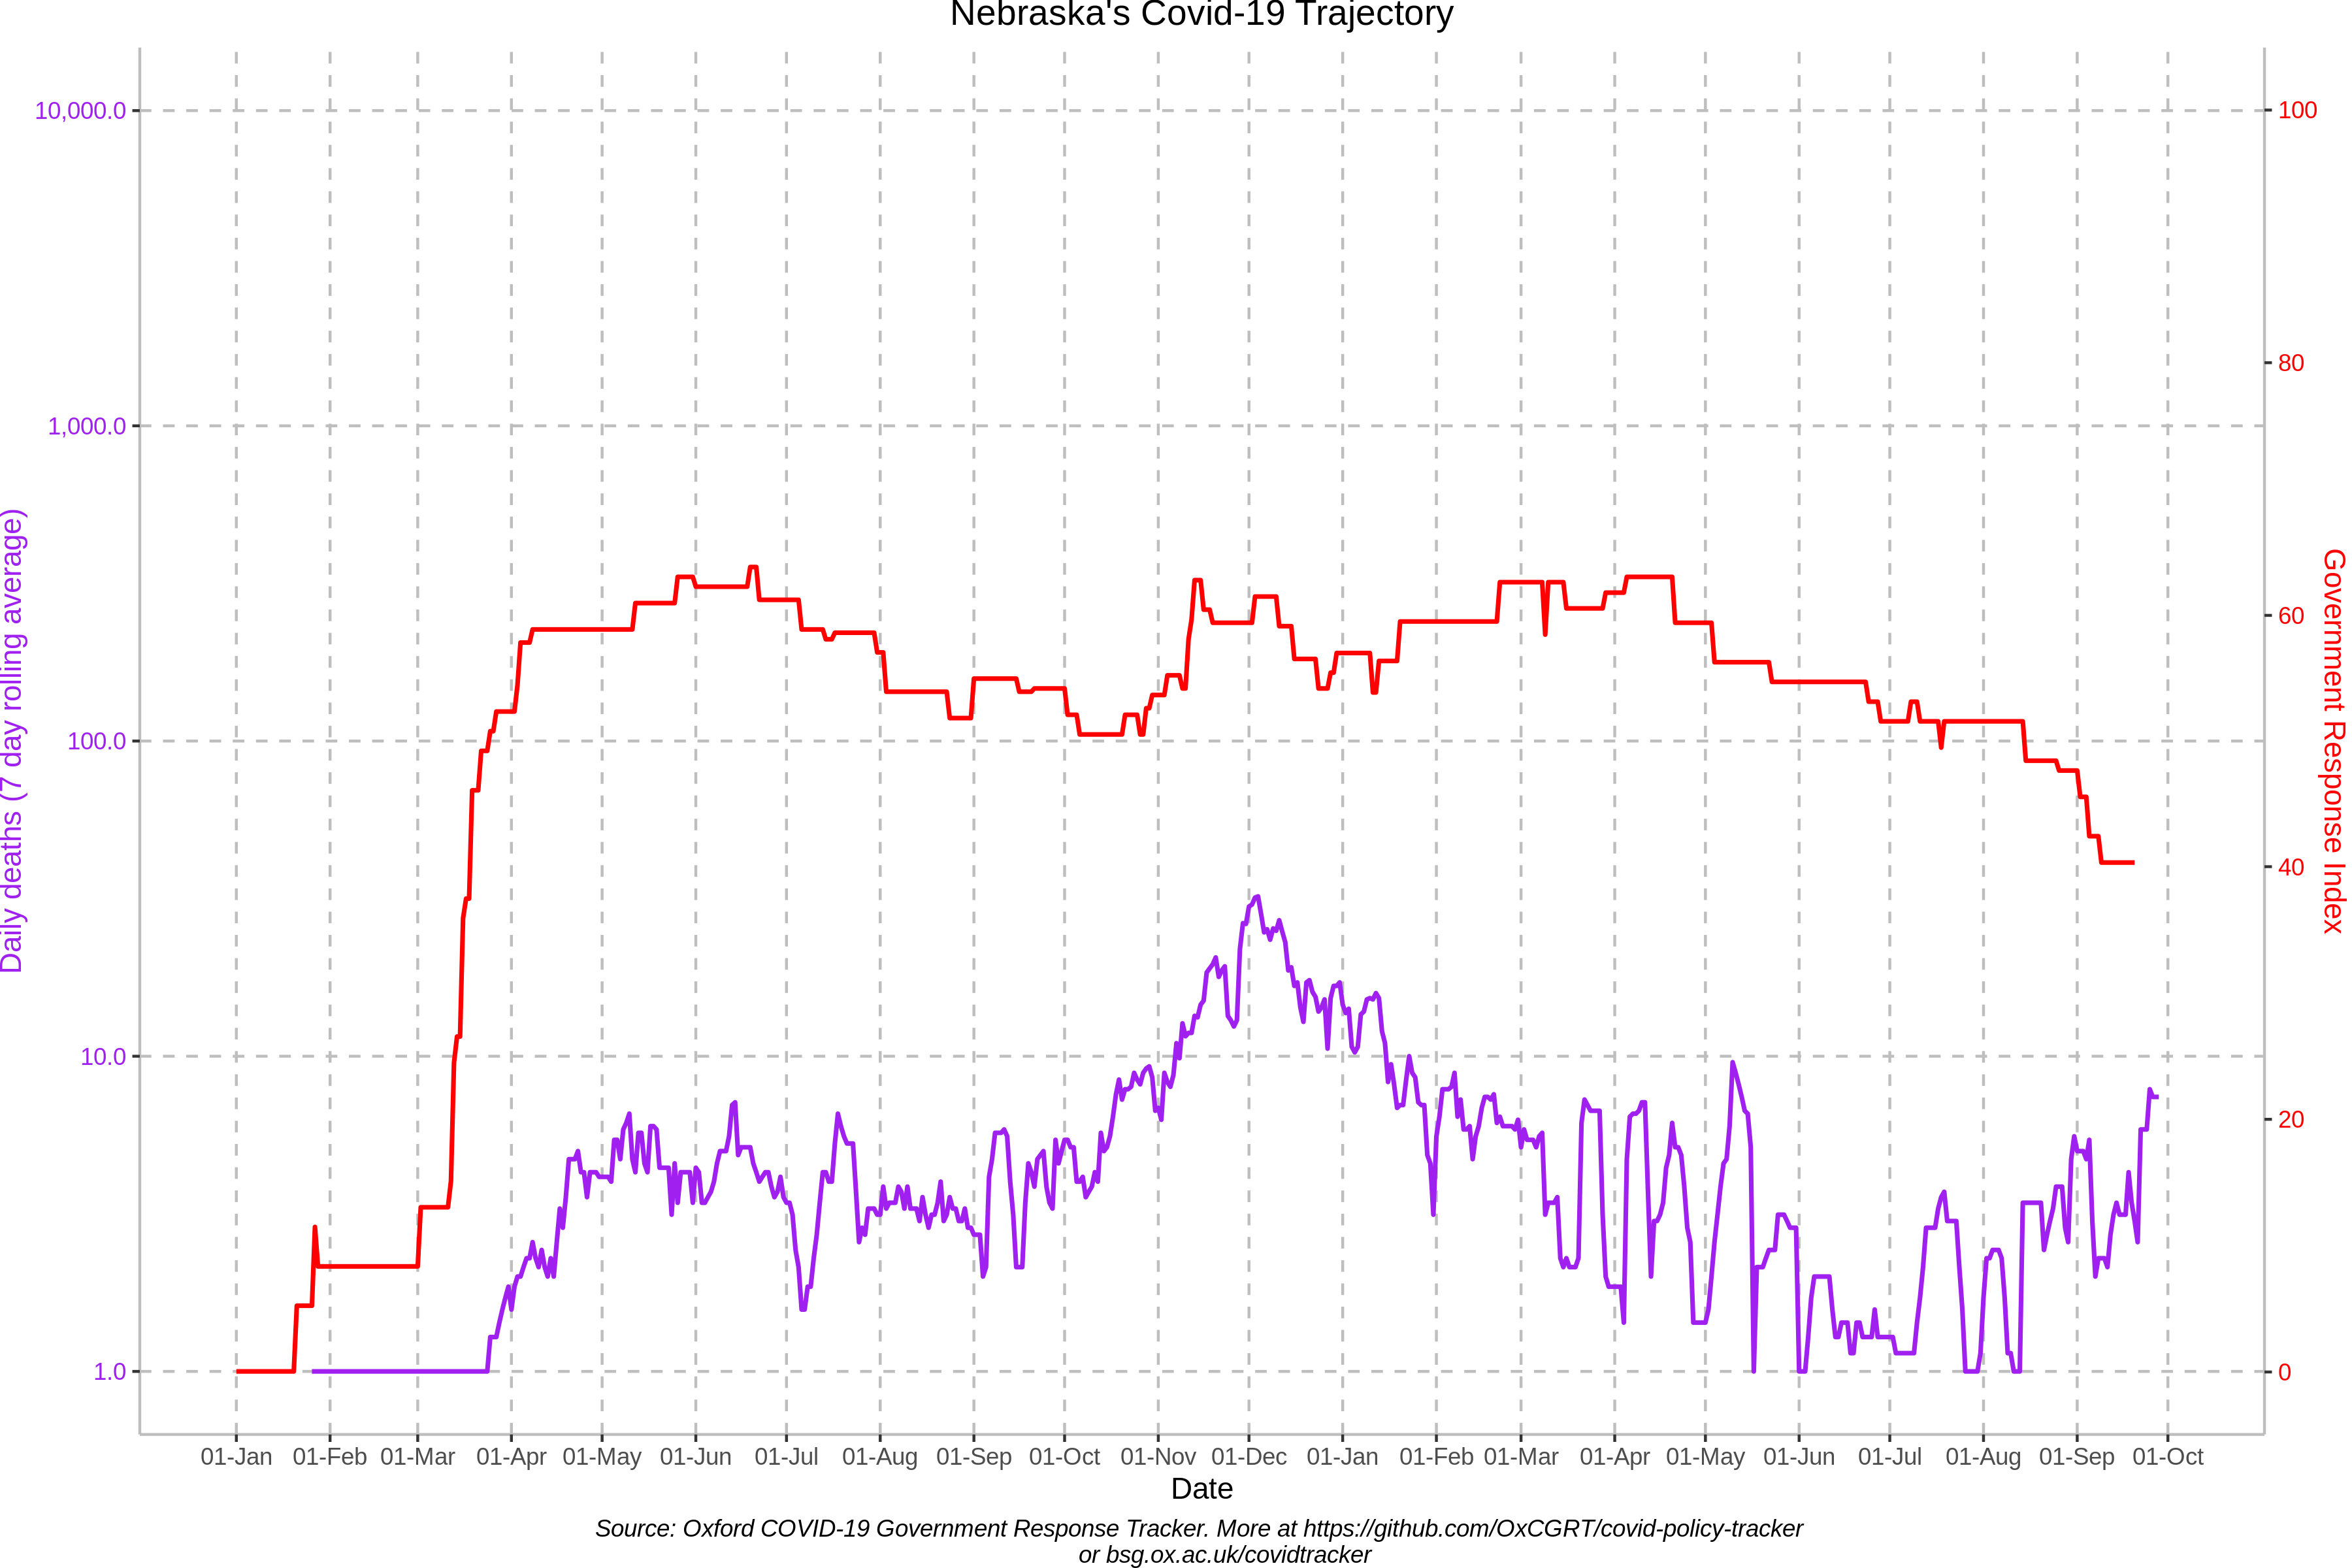 Nebraska's Covid-19 Trajectory
10,000.0
1,000.0
100.0
10.0
1.0
Daily deaths (7 day rolling average)
100
80
60
40
20
0
Government Response Index
01-Jan 01-Feb 01-Mar 01-Apr 01-May 01-Jun 01-Jul 01-Aug 01-Sep 01-Oct 01-Nov 01-Dec 01-Jan 01-Feb 01-Mar 01-Apr 01-May 01-Jun 01-Jul 01-Aug 01-Sep 01-Oct
Date
Source: Oxford COVID-19 Government Response Tracker. More at https://github.com/OxCGRT/covid-policy-tracker
or bsg.ox.ac.uk/covidtracker